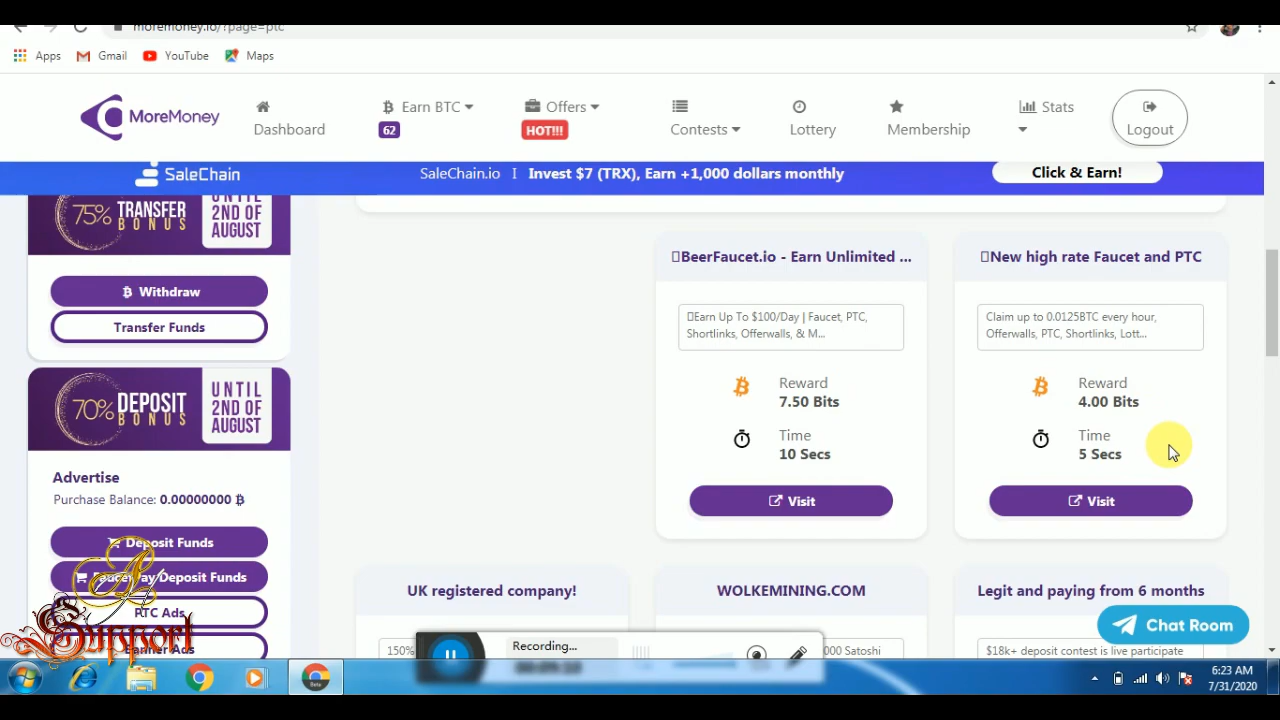 moremoney.io/?page=ptc
Apps Gmail YouTube Maps
MoreMoney
Dashboard
Earn BTC
62
Offers
HOT!!!
Contests
Lottery
Membership
Stats
Logout
SaleChain
SaleChain.io I Invest $7 (TRX), Earn +1,000 dollars monthly
Click & Earn!
75% TRANSFER BONUS
UNTIL
2ND OF
AUGUST
Withdraw
Transfer Funds
70% DEPOSIT BONUS
UNTIL
2ND OF
AUGUST
Advertise
Purchase Balance: 0.00000000 ₿
Deposit Funds
Deposit Funds
PTC Ads
Banner Ads
A
Support
BeerFaucet.io - Earn Unlimited ...
Earn Up To $100/Day | Faucet, PTC,
Shortlinks, Offerwalls, & M...
Reward
7.50 Bits
Time
10 Secs
Visit
New high rate Faucet and PTC
Claim up to 0.0125BTC every hour,
Offerwalls, PTC, Shortlinks, Lott...
Reward
4.00 Bits
Time
5 Secs
Visit
UK registered company!
150%
WOLKEMINING.COM
000 Satoshi
Legit and paying from 6 months
$18k+ deposit contest is live participate
Chat Room
Recording...
6:23 AM
7/31/2020